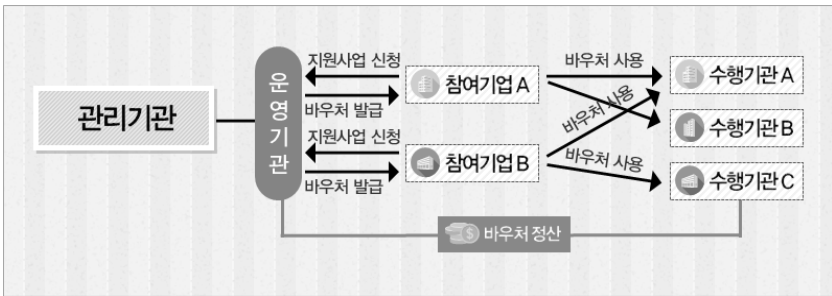 관리기관
운영기관
지원사업 신청
바우처 발급
지원사업 신청
바우처 발급
참여기업 A
참여기업 B
바우처 사용
바우처 사용
바우처 사용
수행기관 A
수행기관 B
수행기관 C
바우처 정산